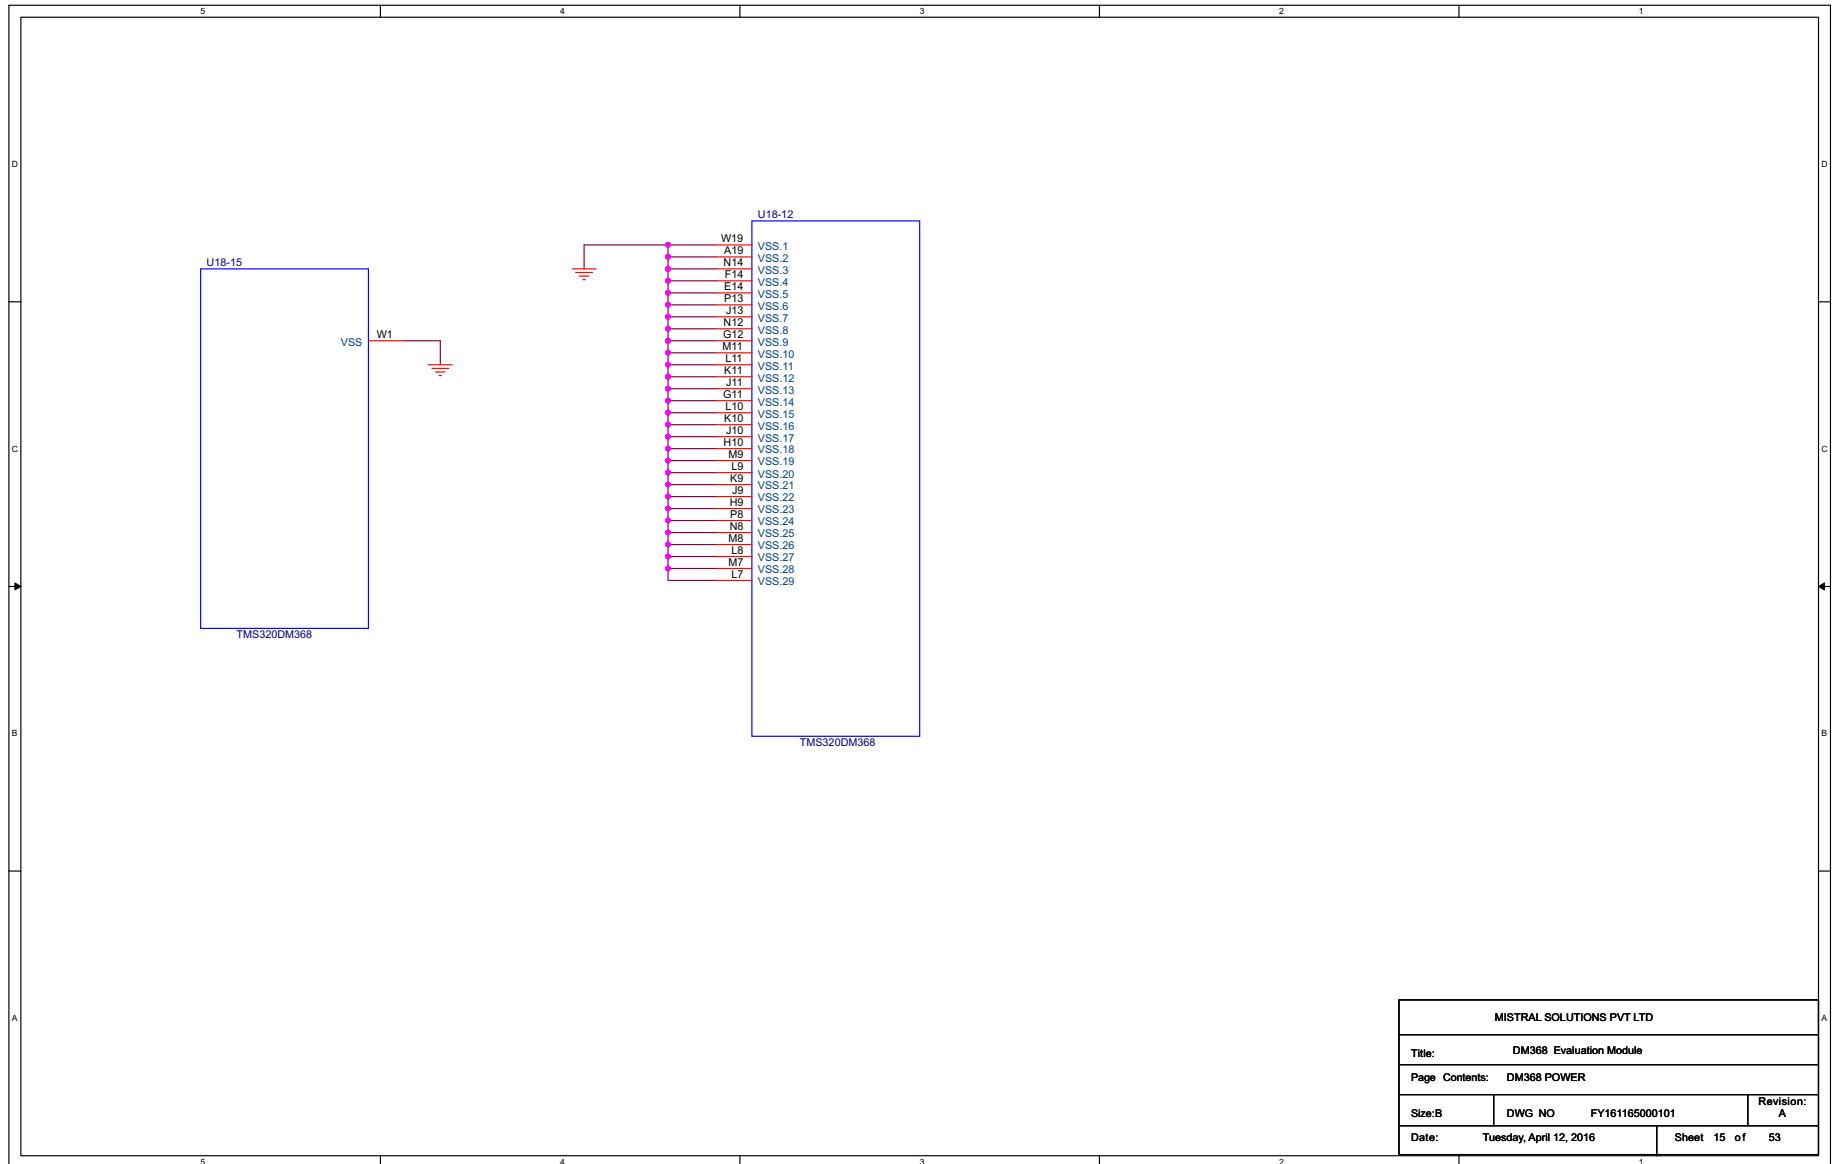 5 4 3 2 1
D D
C C
B B
A A
U18-15
VSS
W1
TMS320DM368
U18-12
W19 VSS.1
A19 VSS.2
N14 VSS.3
F14 VSS.4
E14 VSS.5
P13 VSS.6
J13 VSS.7
N12 VSS.8
G12 VSS.9
M11 VSS.10
L11 VSS.11
K11 VSS.12
J11 VSS.13
G11 VSS.14
L10 VSS.15
K10 VSS.16
J10 VSS.17
H10 VSS.18
M9 VSS.19
L9 VSS.20
K9 VSS.21
J9 VSS.22
H9 VSS.23
P8 VSS.24
N8 VSS.25
M8 VSS.26
L8 VSS.27
M7 VSS.28
L7 VSS.29
TMS320DM368
MISTRAL SOLUTIONS PVT LTD
Title: DM368 Evaluation Module
Page Contents: DM368 POWER
Size:B DWG NO FY161165000101 Revision: A
Date: Tuesday, April 12, 2016 Sheet 15 of 53
5 4 3 2 1